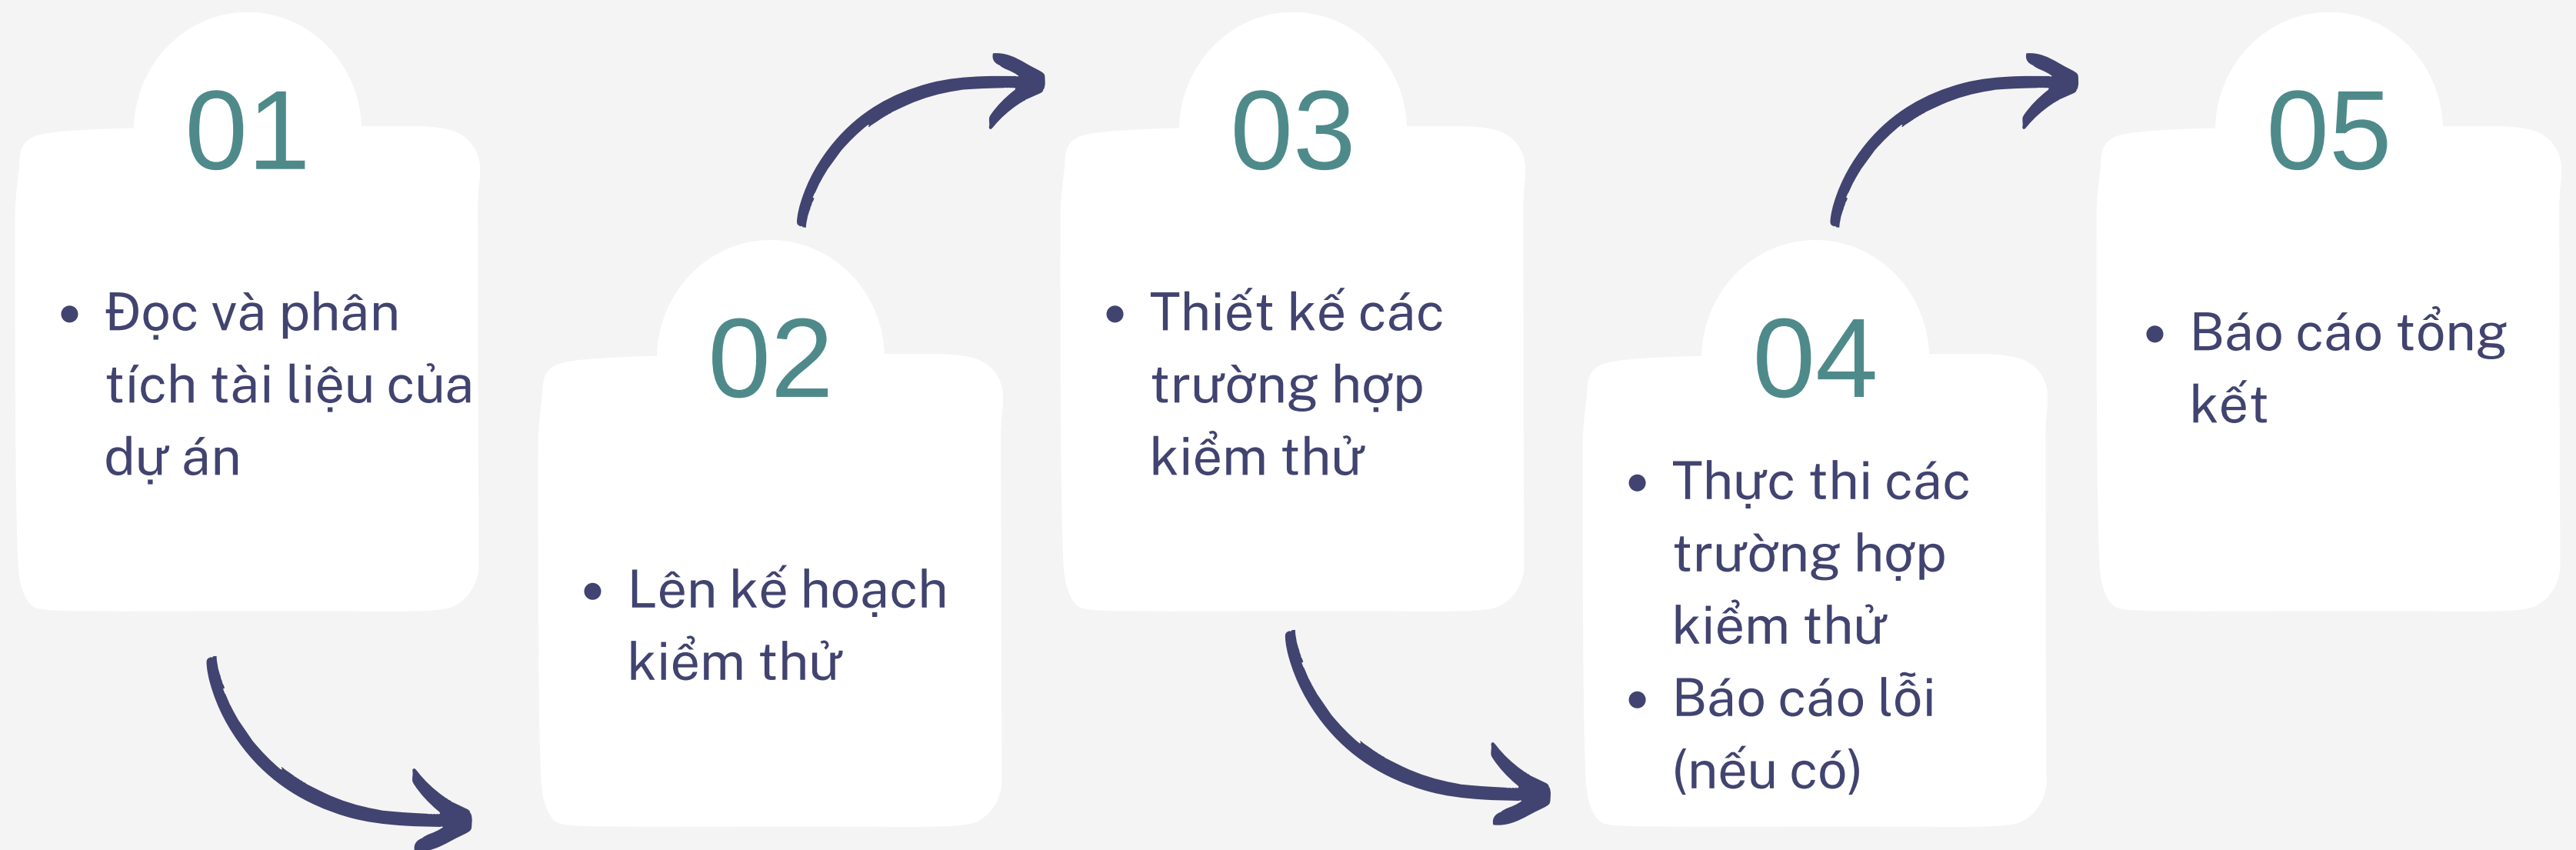 01
• Đọc và phân
tích tài liệu của
dự án
02
• Lên kế hoạch
kiểm thử
03
• Thiết kế các
trường hợp
kiểm thử
04
• Thực thi các
trường hợp
kiểm thử
• Báo cáo lỗi
(nếu có)
05
• Báo cáo tổng
kết